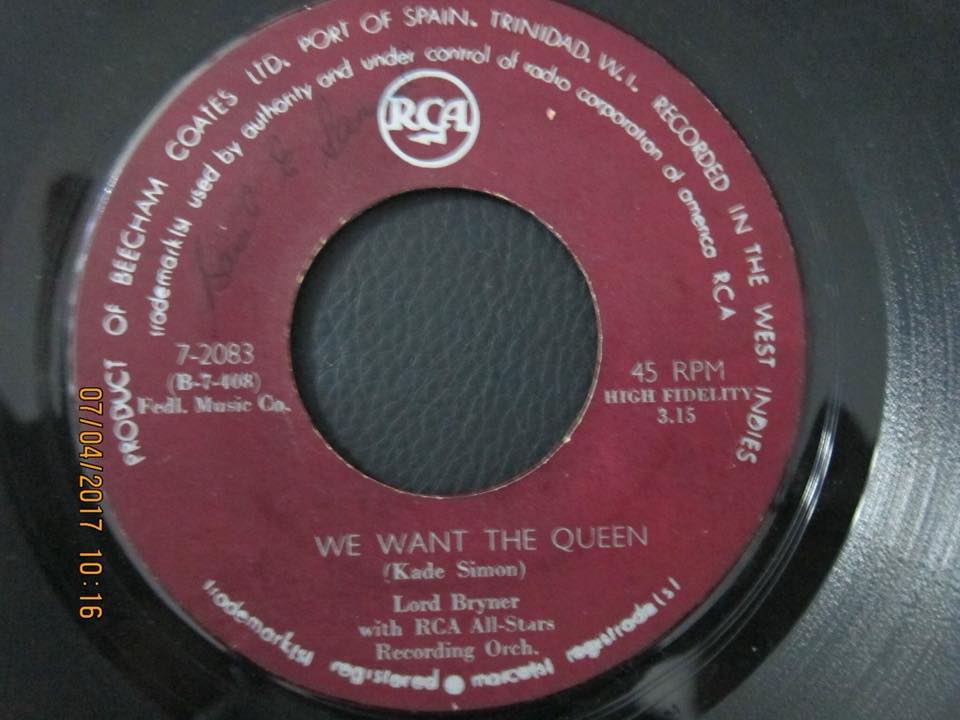 PRODUCT OF BEECHAM COATES LTD. PORT OF SPAIN. TRINIDAD. W.I. RECORDED IN THE WEST INDIES
trademark(s) used by authority and under control of radio corporation of america RCA
RCA
7-2083
(B-7-408)
Fedl. Music Co.
45 RPM
HIGH FIDELITY
3.15
WE WANT THE QUEEN
(Kade Simon)
Lord Bryner
with RCA All-Stars
Recording Orch.
trademark(s) registered ● marca(s) registrada(s)
07/04/2017 10:16